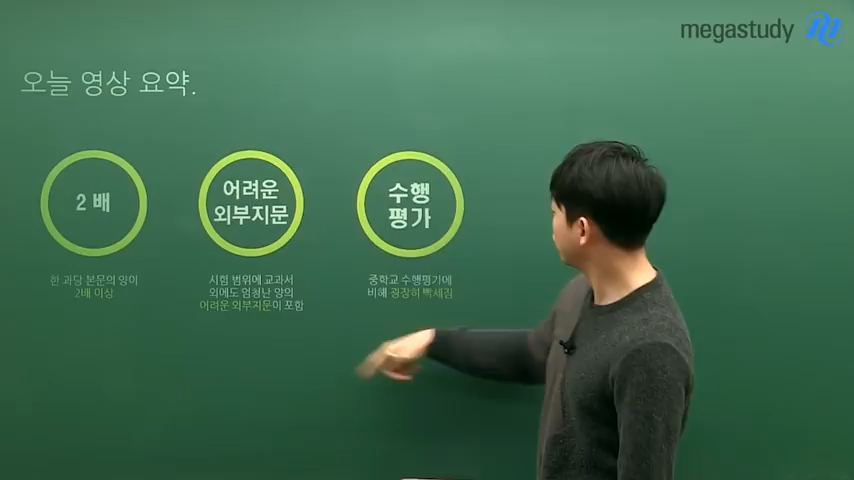 megastudy
오늘 영상 요약.
2 배
어려운
외부지문
수행
평가
한 과당 본문의 양이
2배 이상
시험 범위에 교과서
외에도 엄청난 양의
어려운 외부지문이 포함
중학교 수행평가에
비해 굉장히 빡세짐